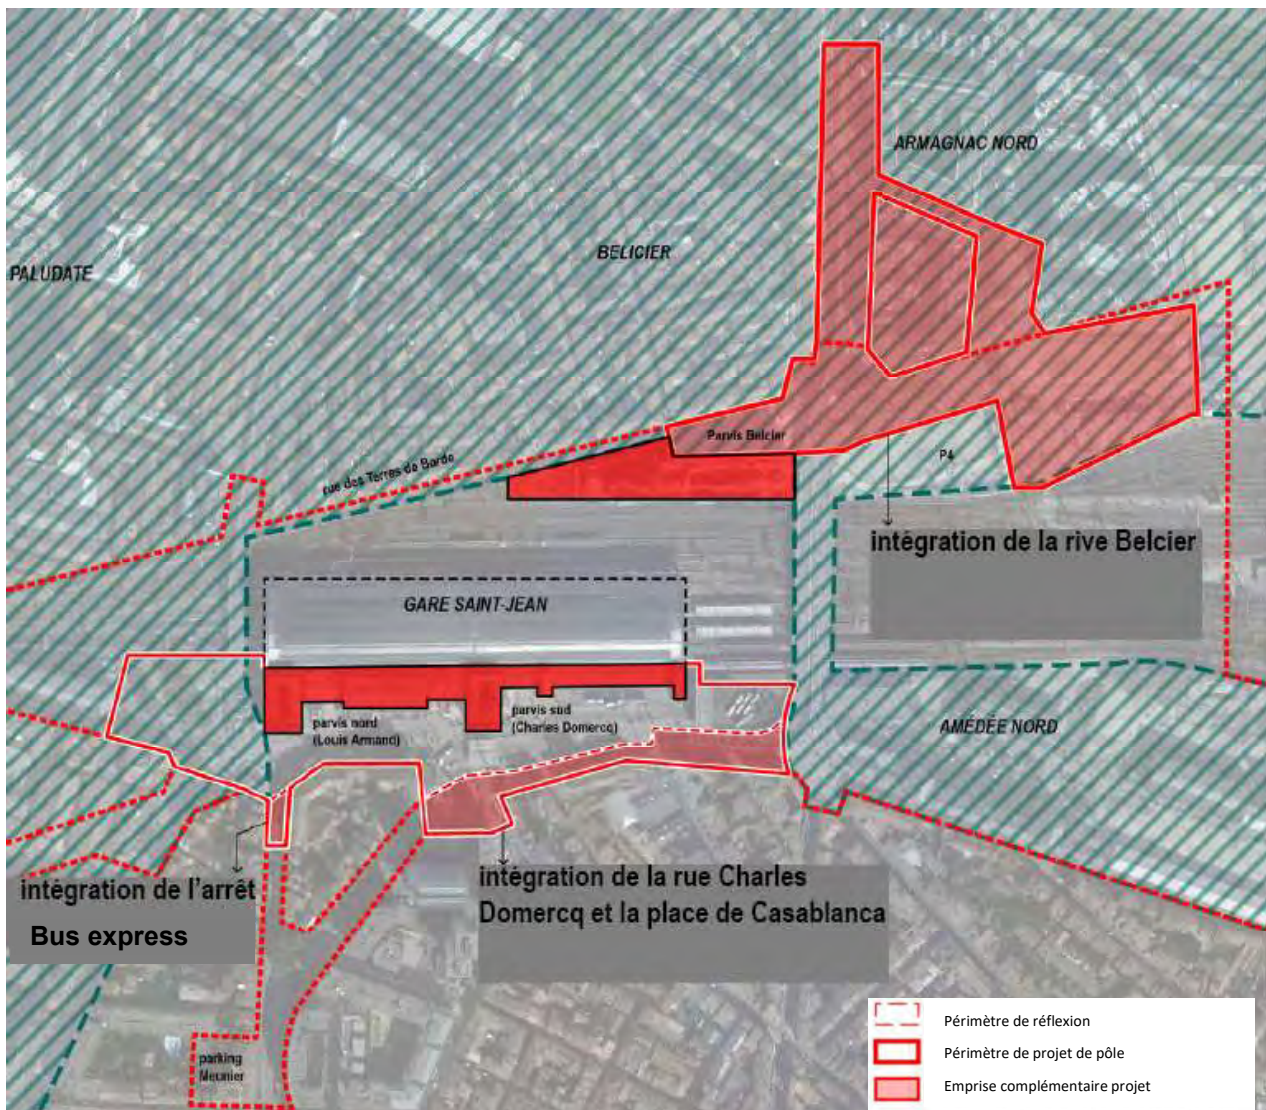 ARMAGNAC NORD
BELICIER
PALUDATE
Parvis Belcier
P4
rue des Terres de Borde
intégration de la rive Belcier
GARE SAINT-JEAN
parvis nord
(Louis Armand)
parvis sud
(Charles Domercq)
AMÉDÉE NORD
intégration de l'arrêt
Bus express
intégration de la rue Charles
Domercq et la place de Casablanca
parking
Meunier
Périmètre de réflexion
Périmètre de projet de pôle
Emprise complémentaire projet